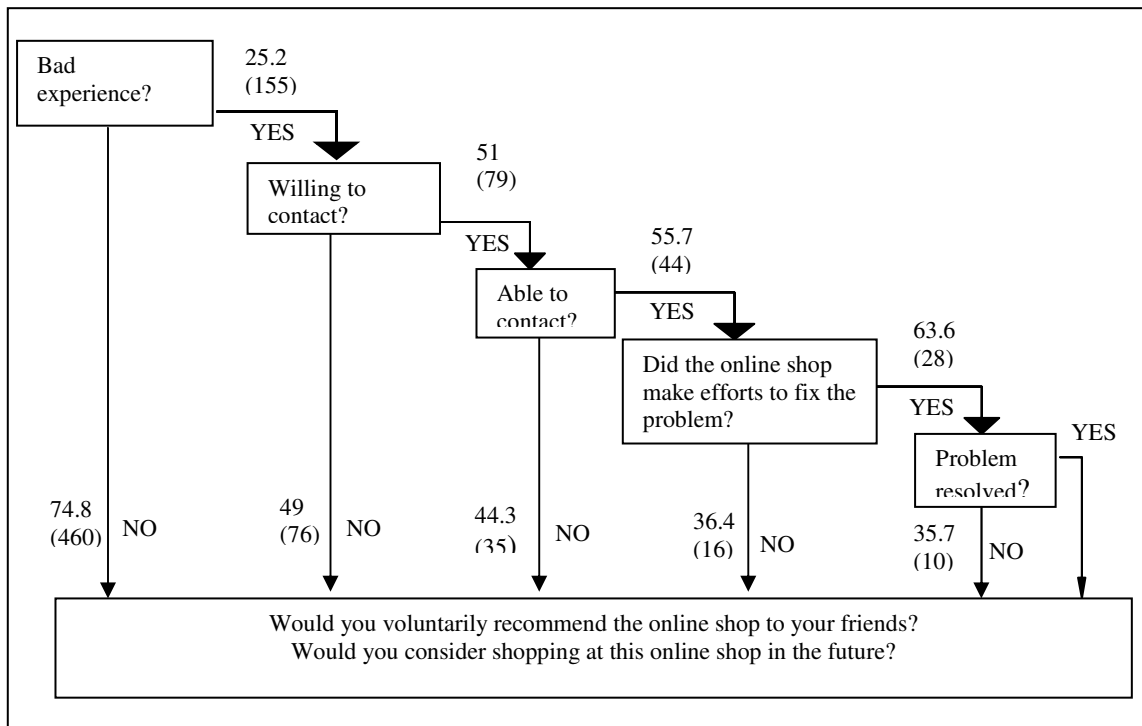 Bad
experience?
25.2
(155)
YES
Willing to
contact?
51
(79)
YES
Able to
contact?
55.7
(44)
YES
Did the online shop
make efforts to fix the
problem?
63.6
(28)
YES
Problem
resolved?
YES
74.8
(460)
NO
49
(76)
NO
44.3
(35)
NO
36.4
(16)
NO
35.7
(10)
NO
Would you voluntarily recommend the online shop to your friends?
Would you consider shopping at this online shop in the future?